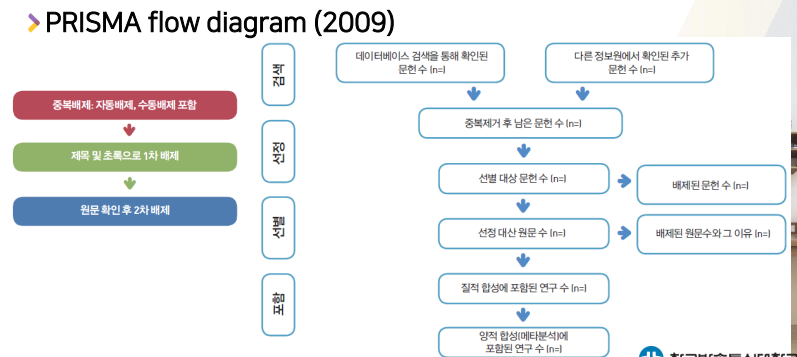 PRISMA flow diagram (2009)
중복배제: 자동배제, 수동배제 포함
제목 및 초록으로 1차 배제
원문 확인 후 2차 배제
검색
선정
선별
포함
데이터베이스 검색을 통해 확인된
문헌 수 (n=)
다른 정보원에서 확인된 추가
문헌 수 (n=)
중복제거 후 남은 문헌 수 (n=)
선별 대상 문헌 수 (n=)
배제된 문헌 수 (n=)
선정 대산 원문 수 (n=)
배제된 원문수와 그 이유 (n=)
질적 합성에 포함된 연구 수 (n=)
양적 합성(메타분석)에
포함된 연구 수 (n=)